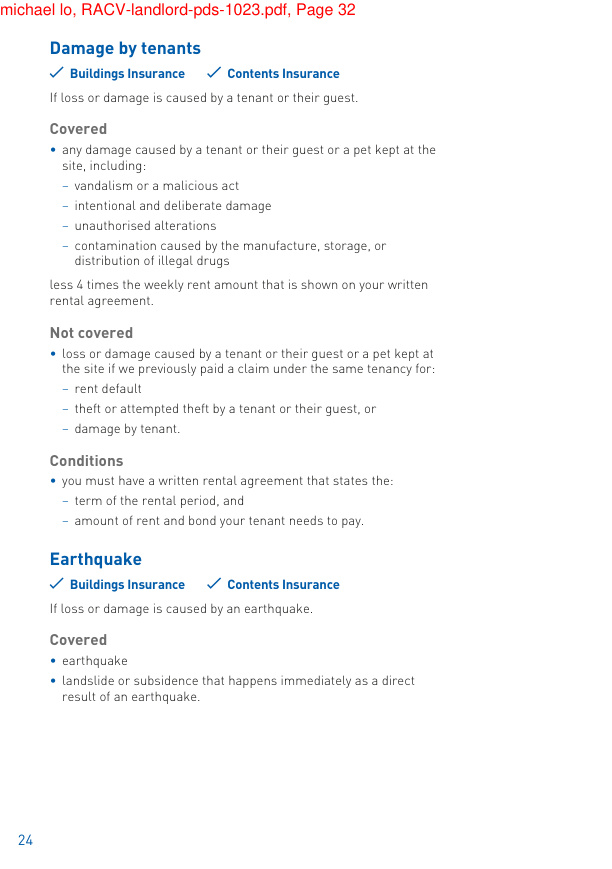 michael lo, RACV-landlord-pds-1023.pdf, Page 32
Damage by tenants
✓ Buildings Insurance ✓ Contents Insurance
If loss or damage is caused by a tenant or their guest.
Covered
• any damage caused by a tenant or their guest or a pet kept at the
site, including:
– vandalism or a malicious act
– intentional and deliberate damage
– unauthorised alterations
– contamination caused by the manufacture, storage, or
distribution of illegal drugs
less 4 times the weekly rent amount that is shown on your written
rental agreement.
Not covered
• loss or damage caused by a tenant or their guest or a pet kept at
the site if we previously paid a claim under the same tenancy for:
– rent default
– theft or attempted theft by a tenant or their guest, or
– damage by tenant.
Conditions
• you must have a written rental agreement that states the:
– term of the rental period, and
– amount of rent and bond your tenant needs to pay.
Earthquake
✓ Buildings Insurance ✓ Contents Insurance
If loss or damage is caused by an earthquake.
Covered
• earthquake
• landslide or subsidence that happens immediately as a direct
result of an earthquake.
24